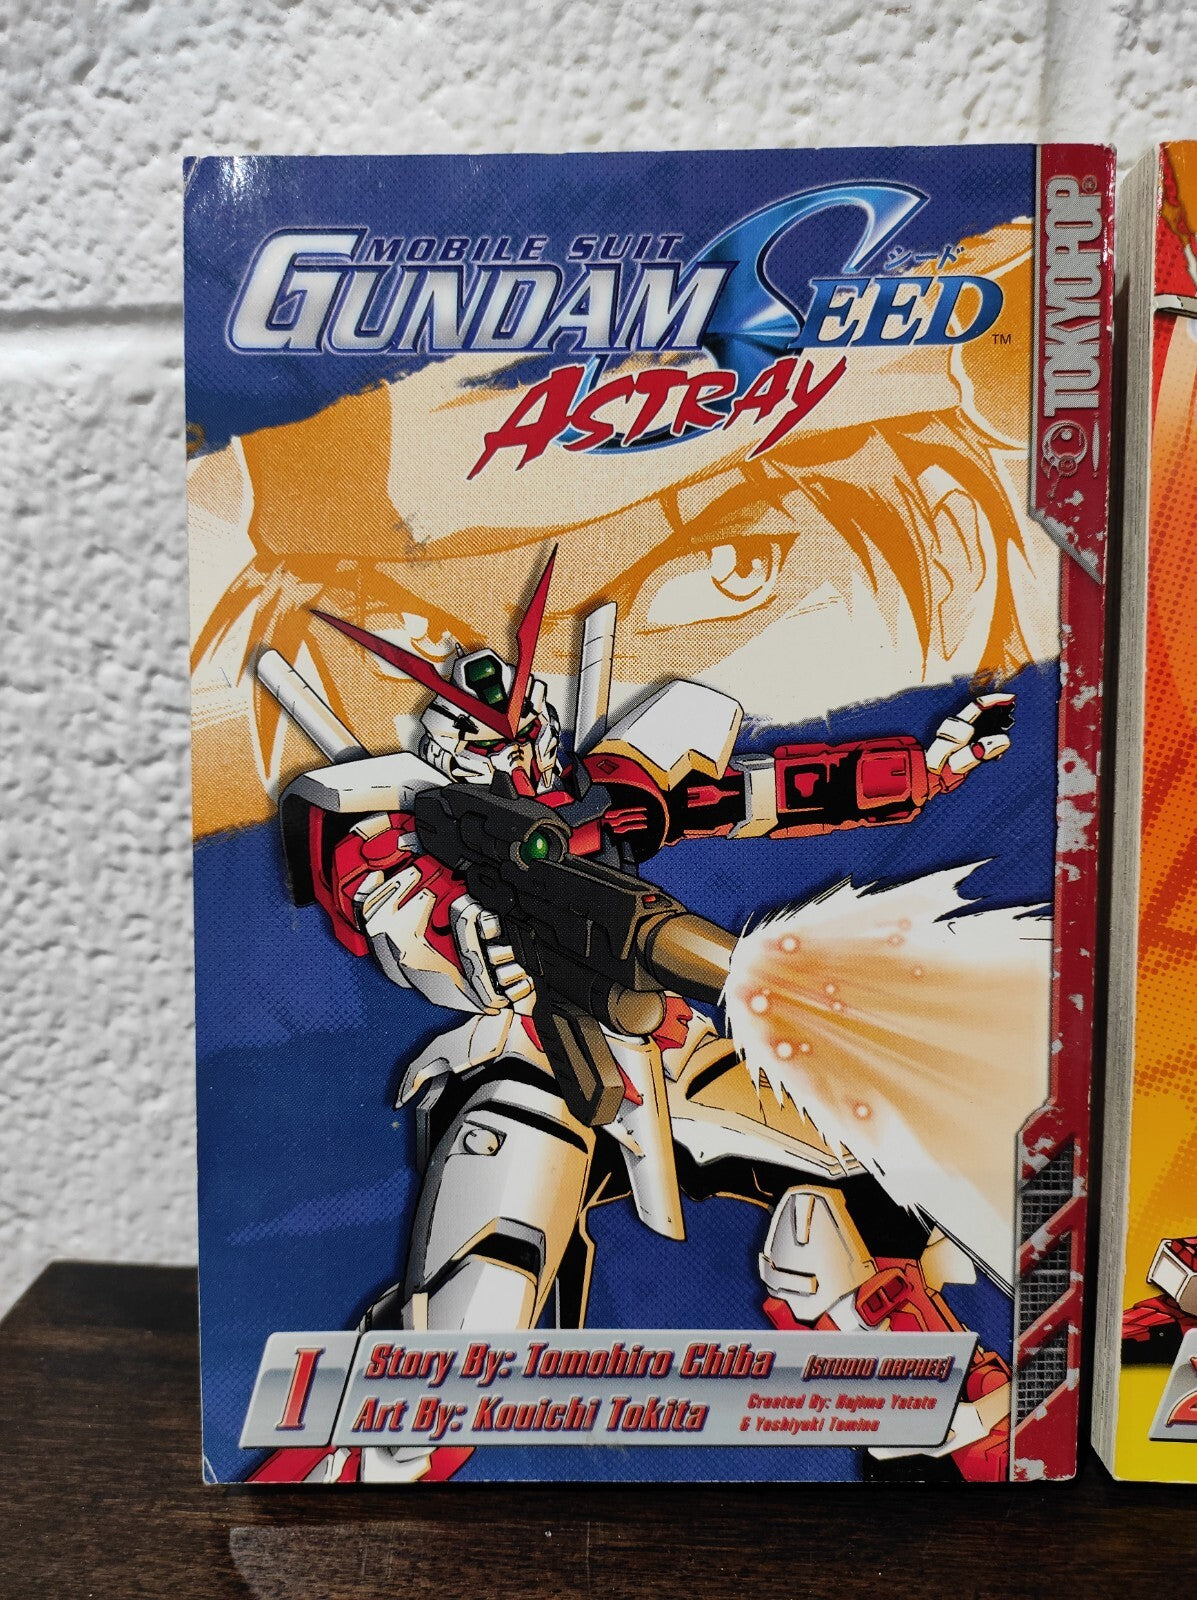 MOBILE SUIT
GUNDAM SEED
シード
TM
ASTRAY
TOKYOPOP
1
Story By: Tomohiro Chiba [STUDIO ORPHEE]
Art By: Kouichi Tokita
Created By: Hajime Yatate
& Yoshiyuki Tomino
2